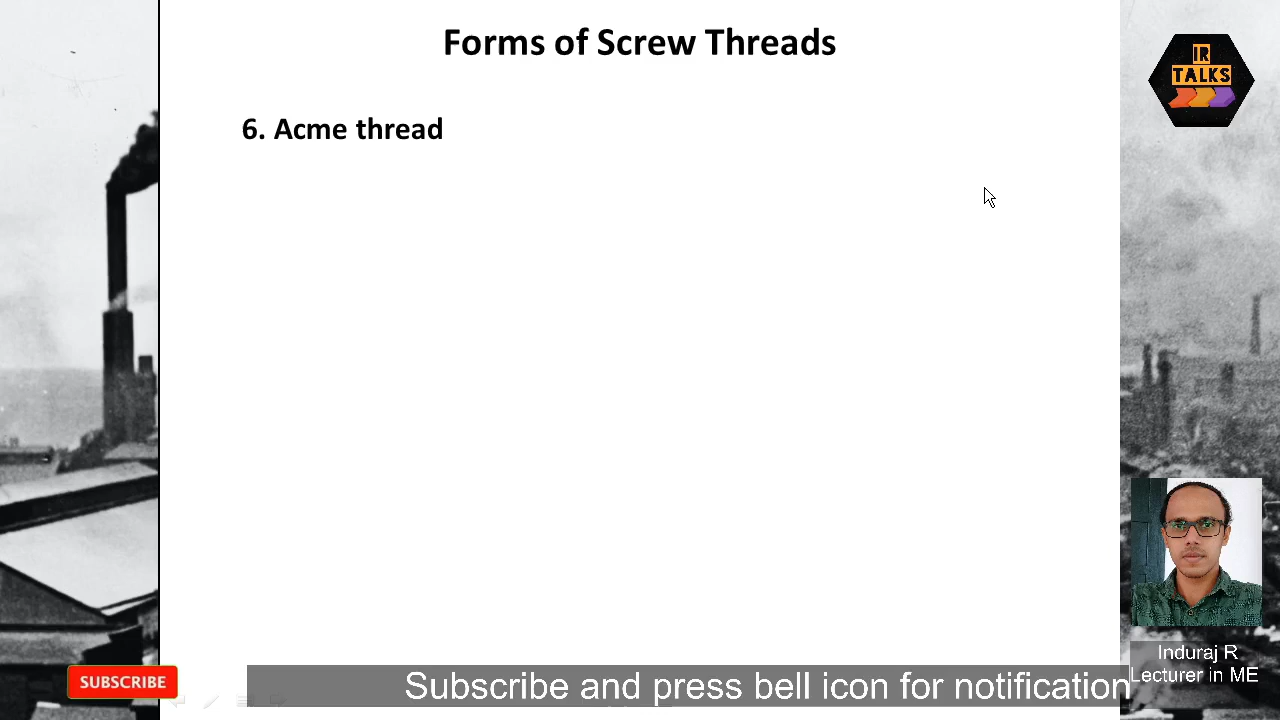 Forms of Screw Threads
IR
TALKS
6. Acme thread
Induraj R
Lecturer in ME
SUBSCRIBE
Subscribe and press bell icon for notification